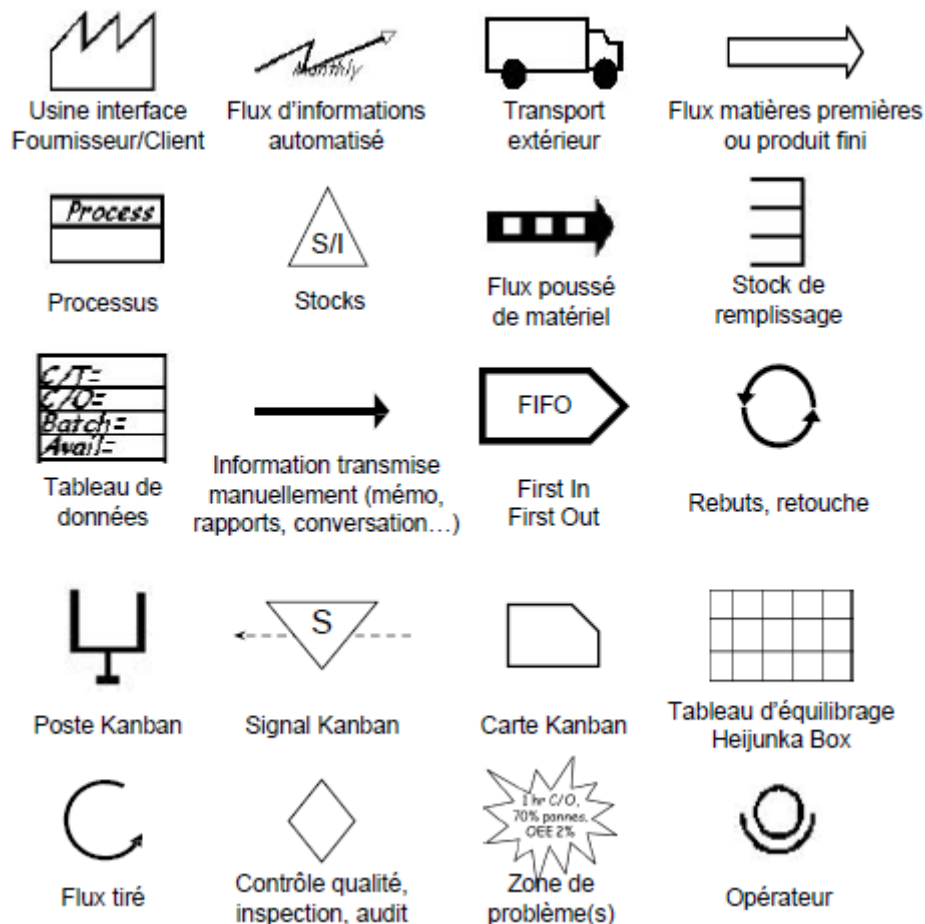 Monthly
Usine interface
Fournisseur/Client
Flux d'informations
automatisé
Transport
extérieur
Flux matières premières
ou produit fini
Process
S/I
Processus
Stocks
Flux poussé
de matériel
Stock de
remplissage
C/T=
C/O=
Batch=
Avail=
FIFO
Tableau de
données
Information transmise
manuellement (mémo,
rapports, conversation…)
First In
First Out
Rebuts, retouche
S
Poste Kanban
Signal Kanban
Carte Kanban
Tableau d'équilibrage
Heijunka Box
1 hr C/O,
70% pannes,
OEE 2%
Flux tiré
Contrôle qualité,
inspection, audit
Zone de
problème(s)
Opérateur